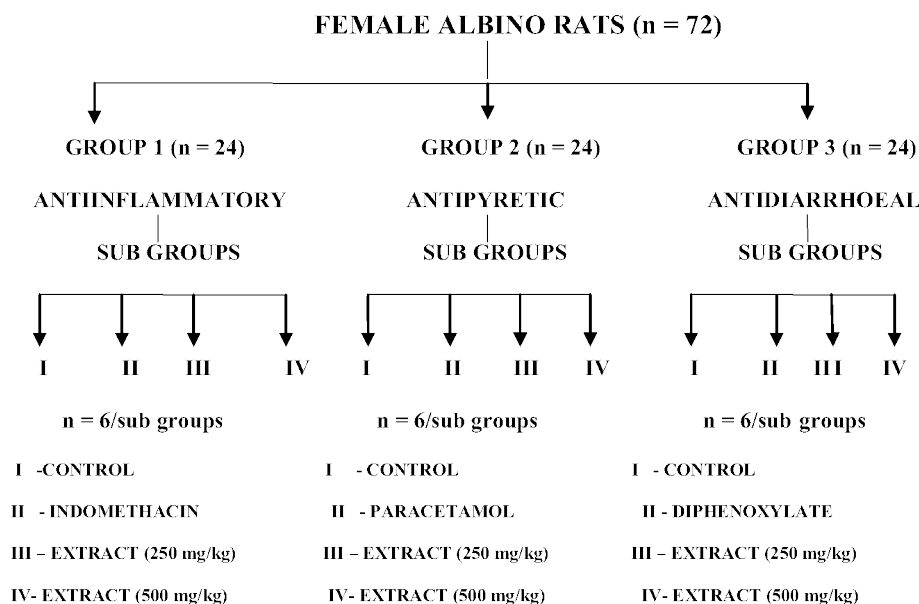 FEMALE ALBINO RATS (n = 72)
GROUP 1 (n = 24) GROUP 2 (n = 24) GROUP 3 (n = 24)
ANTIINFLAMMATORY ANTIPYRETIC ANTIDIARRHOEAL
SUB GROUPS SUB GROUPS SUB GROUPS
I II III IV I II III IV I II III IV
n = 6/sub groups n = 6/sub groups n = 6/sub groups
I -CONTROL I - CONTROL I - CONTROL
II - INDOMETHACIN II - PARACETAMOL II - DIPHENOXYLATE
III – EXTRACT (250 mg/kg) III – EXTRACT (250 mg/kg) III – EXTRACT (250 mg/kg)
IV- EXTRACT (500 mg/kg) IV- EXTRACT (500 mg/kg) IV- EXTRACT (500 mg/kg)